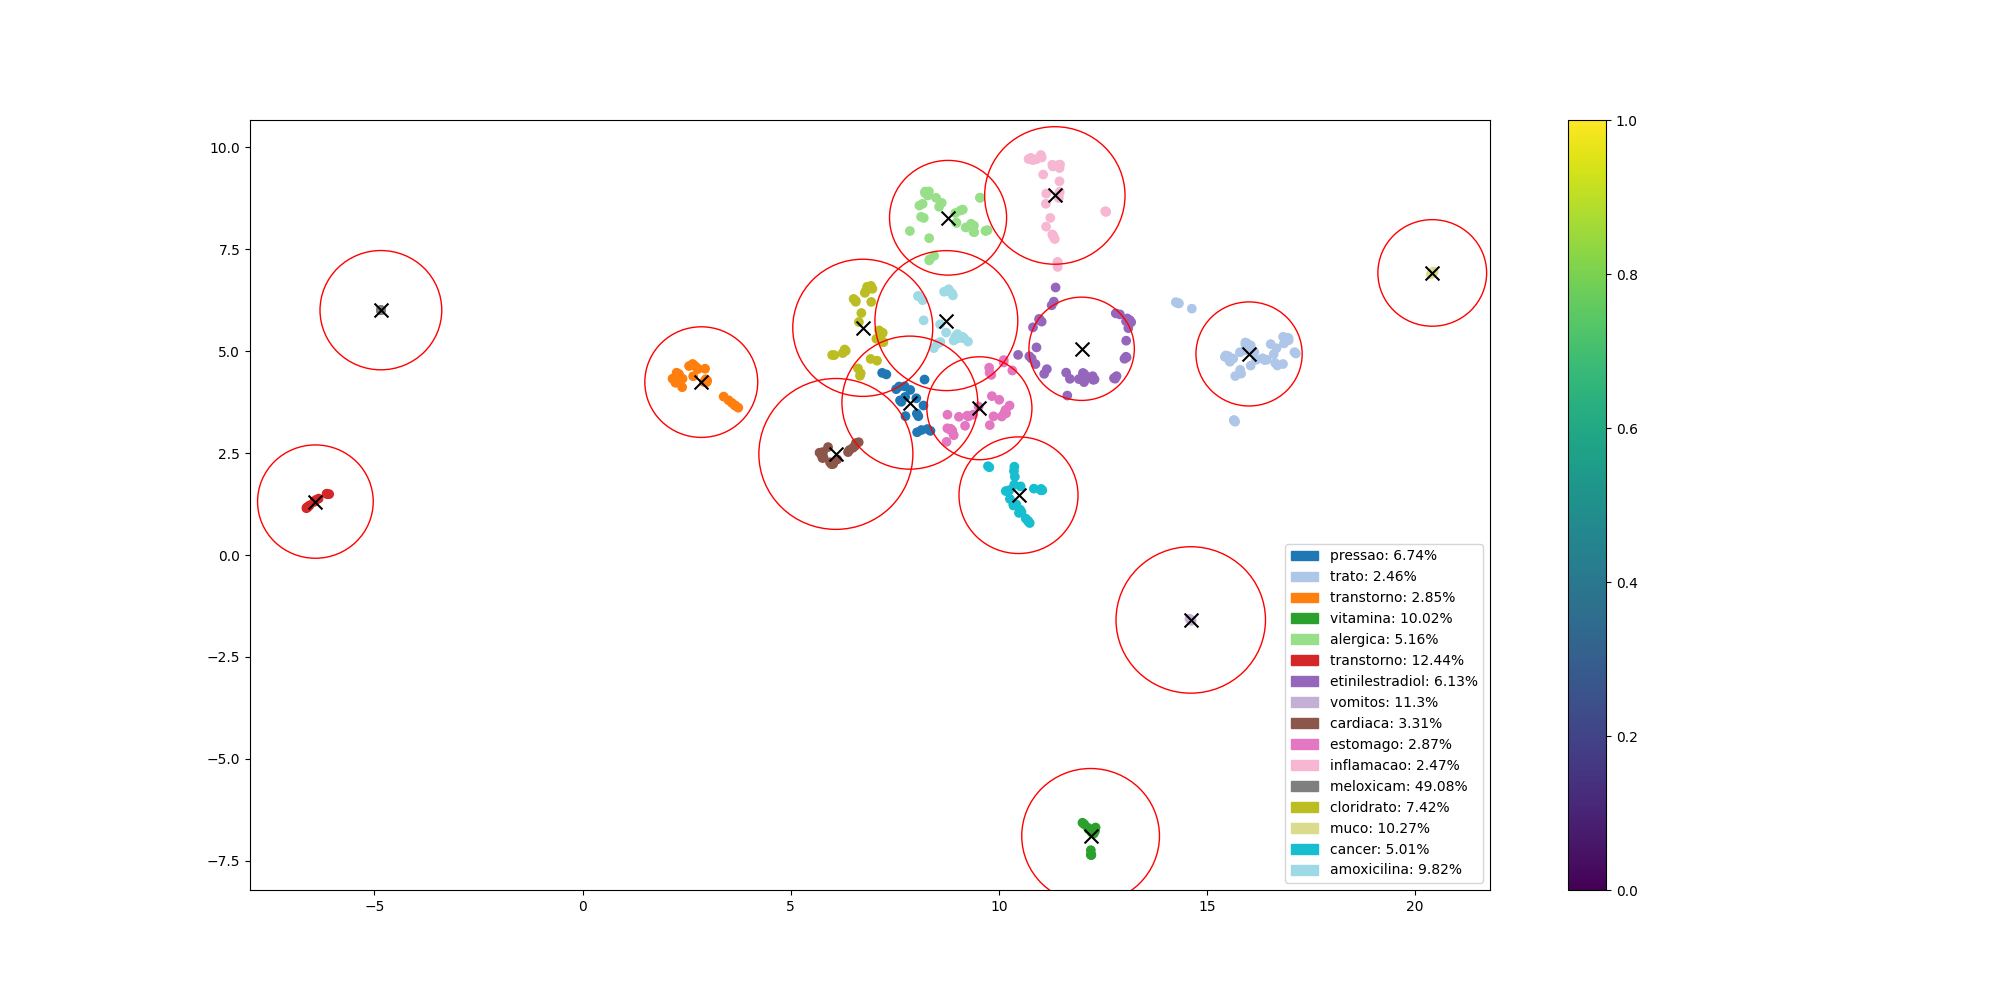 10.0
7.5
5.0
2.5
0.0
−2.5
−5.0
−7.5
−5
0
5
10
15
20
pressao: 6.74%
trato: 2.46%
transtorno: 2.85%
vitamina: 10.02%
alergica: 5.16%
transtorno: 12.44%
etinilestradiol: 6.13%
vomitos: 11.3%
cardiaca: 3.31%
estomago: 2.87%
inflamacao: 2.47%
meloxicam: 49.08%
cloridrato: 7.42%
muco: 10.27%
cancer: 5.01%
amoxicilina: 9.82%
1.0
0.8
0.6
0.4
0.2
0.0